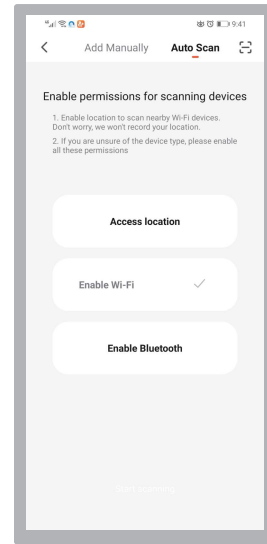 9:41
Add Manually Auto Scan
Enable permissions for scanning devices
1. Enable location to scan nearby Wi-Fi devices.
Don't worry, we won't record your location.
2. If you are unsure of the device type, please enable
all these permissions
Access location
Enable Wi-Fi
Enable Bluetooth